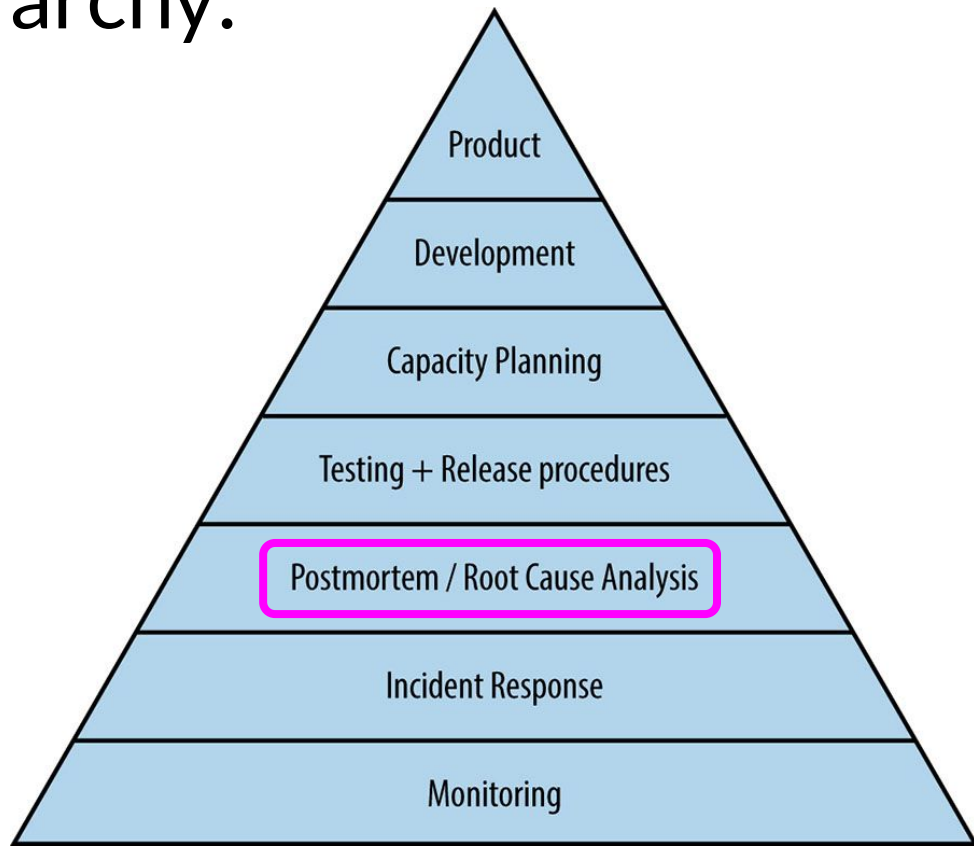 archy:
Product
Development
Capacity Planning
Testing + Release procedures
Postmortem / Root Cause Analysis
Incident Response
Monitoring